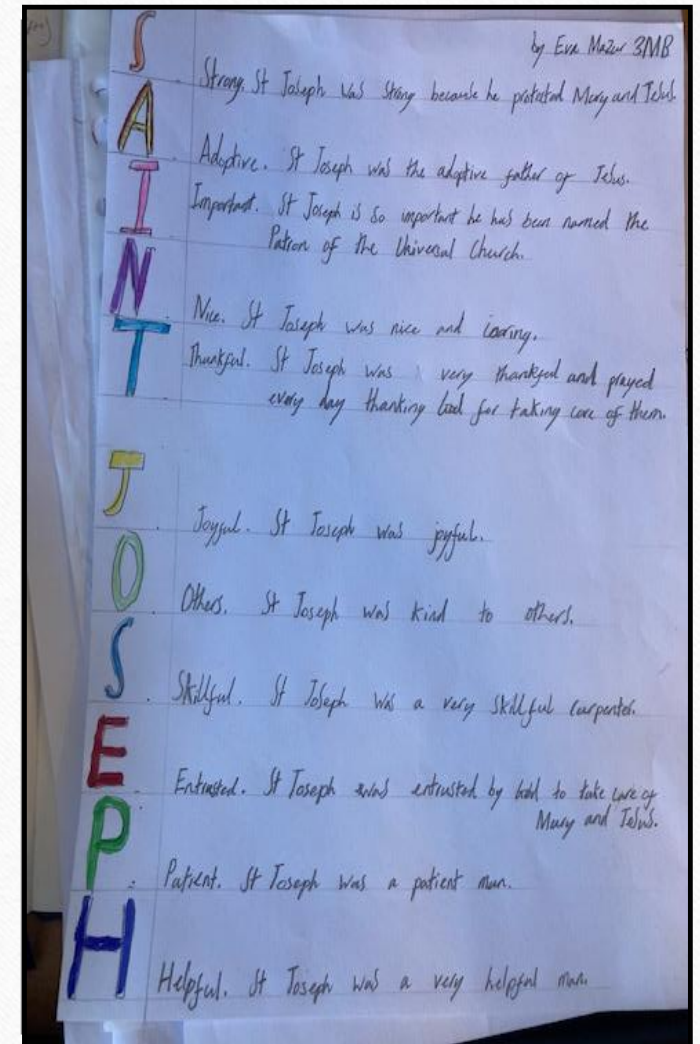 by Eva Mazur 3MB
S Strong. St Joseph was strong because he protected Mary and Jesus.
A Adoptive. St Joseph was the adoptive father of Jesus.
I Important. St Joseph is so important he has been named the
Patron of the Universal Church.
N Nice. St Joseph was nice and caring.
T Thankful. St Joseph was very thankful and prayed
every day thanking God for taking care of them.
J Joyful. St Joseph was joyful.
O Others. St Joseph was kind to others.
S Skillful. St Joseph was a very skillful carpenter.
E Entrusted. St Joseph was entrusted by God to take care of
Mary and Jesus.
P Patient. St Joseph was a patient man.
H Helpful. St Joseph was a very helpful man.